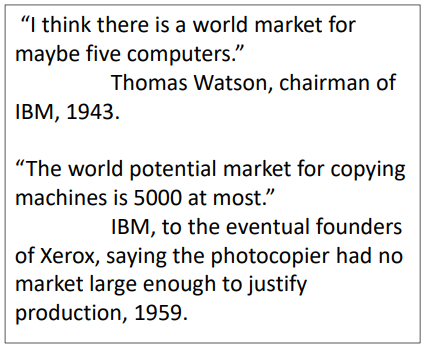 “I think there is a world market for
maybe five computers.”
Thomas Watson, chairman of
IBM, 1943.
“The world potential market for copying
machines is 5000 at most.”
IBM, to the eventual founders
of Xerox, saying the photocopier had no
market large enough to justify
production, 1959.